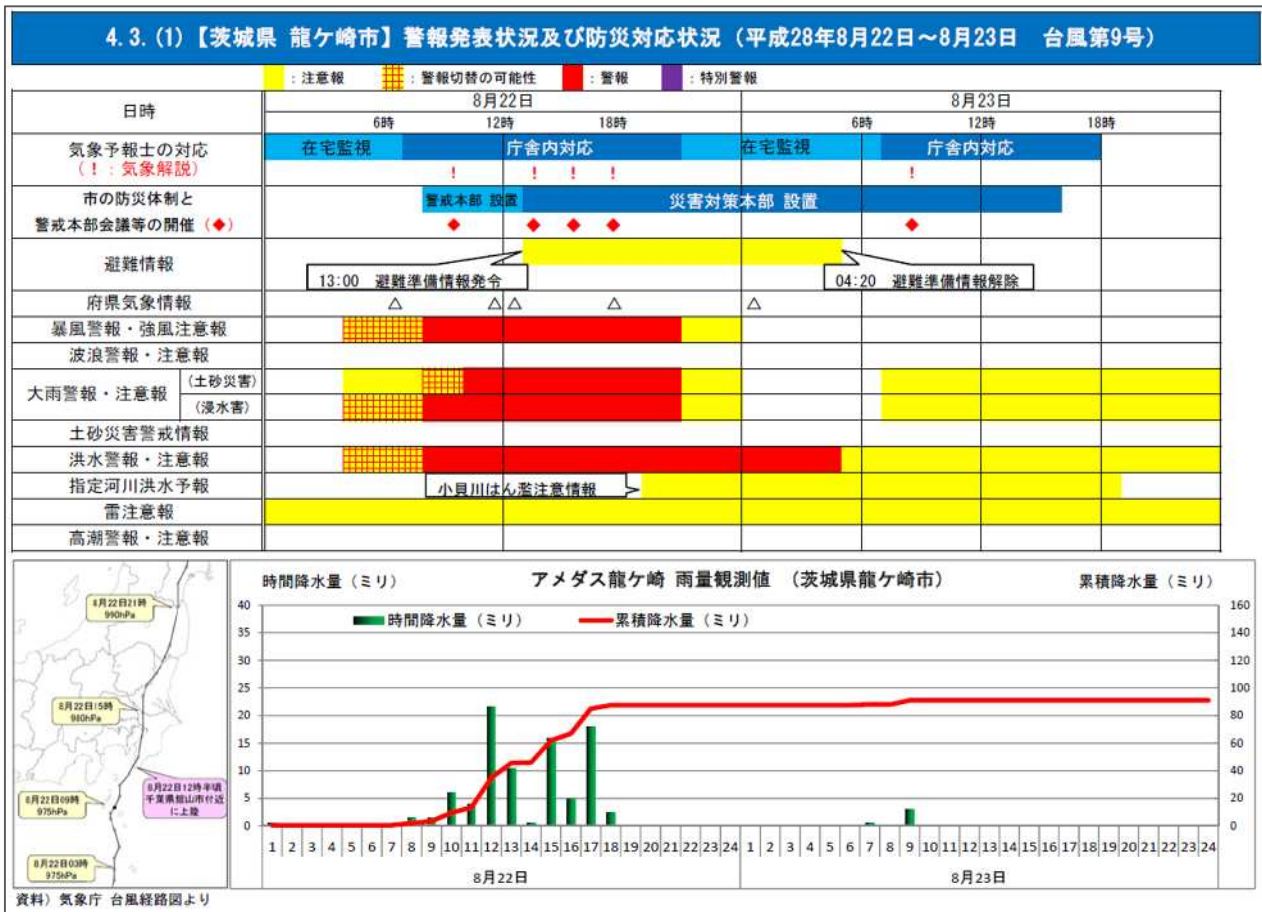 4.3.(1)【茨城県 龍ケ崎市】警報発表状況及び防災対応状況（平成28年8月22日～8月23日 台風第9号）
：注意報 ：警報切替の可能性 ：警報 ：特別警報
日時
8月22日 8月23日
6時 12時 18時 6時 12時 18時
気象予報士の対応
（！：気象解説）
在宅監視 庁舎内対応 在宅監視 庁舎内対応
! ! ! ! !
市の防災体制と
警戒本部会議等の開催（◆）
警戒本部 設置 災害対策本部 設置
◆ ◆ ◆ ◆ ◆
避難情報
13:00 避難準備情報発令 04:20 避難準備情報解除
府県気象情報 △ △ △ △ △
暴風警報・強風注意報
波浪警報・注意報
大雨警報・注意報
（土砂災害）
（浸水害）
土砂災害警戒情報
洪水警報・注意報
指定河川洪水予報 小貝川はん濫注意情報
雷注意報
高潮警報・注意報
8月22日21時
990hPa
8月22日15時
980hPa
8月22日12時半頃
千葉県館山市付近
に上陸
8月22日09時
975hPa
8月22日03時
975hPa
資料）気象庁 台風経路図より
時間降水量（ミリ） アメダス龍ケ崎 雨量観測値 （茨城県龍ケ崎市） 累積降水量（ミリ）
時間降水量（ミリ） 累積降水量（ミリ）
40 160
35 140
30 120
25 100
20 80
15 60
10 40
5 20
0 0
1 2 3 4 5 6 7 8 9 10 11 12 13 14 15 16 17 18 19 20 21 22 23 24 1 2 3 4 5 6 7 8 9 10 11 12 13 14 15 16 17 18 19 20 21 22 23 24
8月22日 8月23日